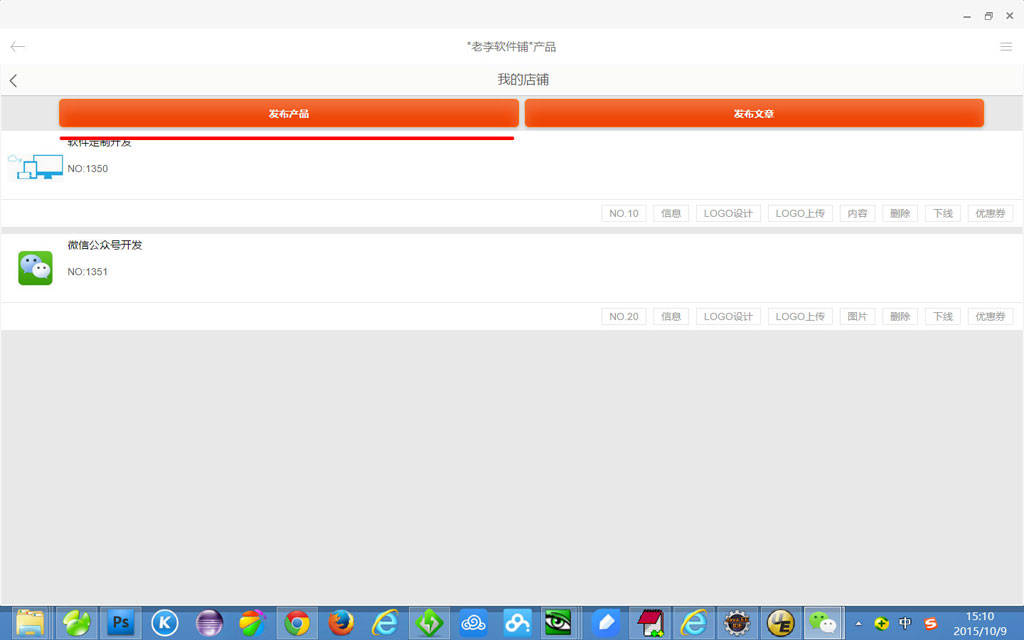 "老李软件铺"产品
我的店铺
发布产品 发布文章
软件定制开发
NO:1350
NO.10 信息 LOGO设计 LOGO上传 内容 删除 下线 优惠券
微信公众号开发
NO:1351
NO.20 信息 LOGO设计 LOGO上传 图片 删除 下线 优惠券
Ps K UE 中 S
15:10
2015/10/9